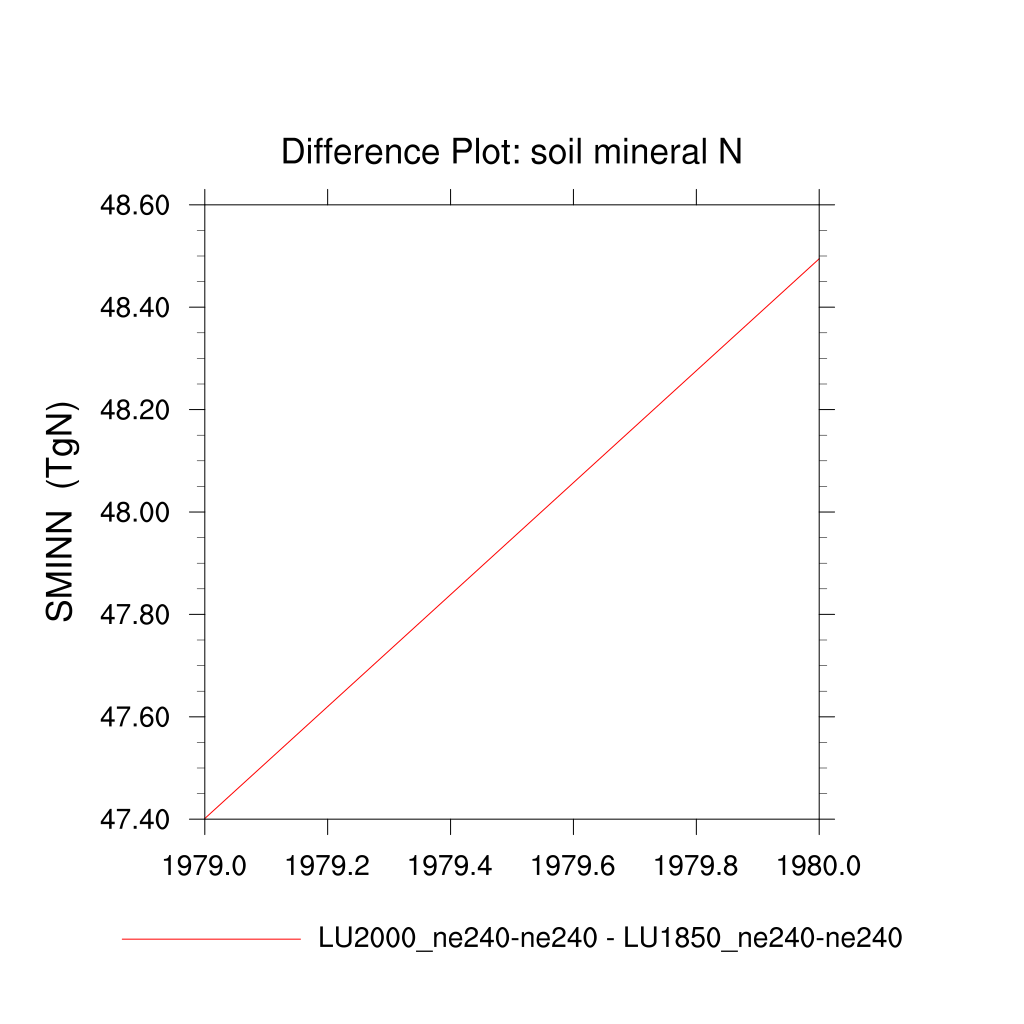 Difference Plot: soil mineral N
48.60
48.40
48.20
48.00
47.80
47.60
47.40
SMINN (TgN)
1979.0 1979.2 1979.4 1979.6 1979.8 1980.0
LU2000_ne240-ne240 - LU1850_ne240-ne240